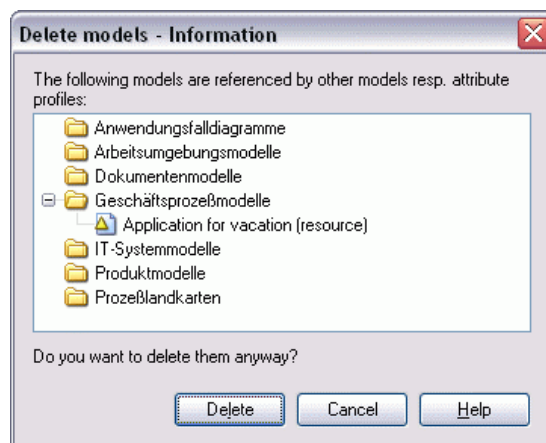 Delete models - Information
The following models are referenced by other models resp. attribute
profiles:
Anwendungsfalldiagramme
Arbeitsumgebungsmodelle
Dokumentenmodelle
Geschäftsprozeßmodelle
Application for vacation (resource)
IT-Systemmodelle
Produktmodelle
Prozeßlandkarten
Do you want to delete them anyway?
Delete Cancel Help